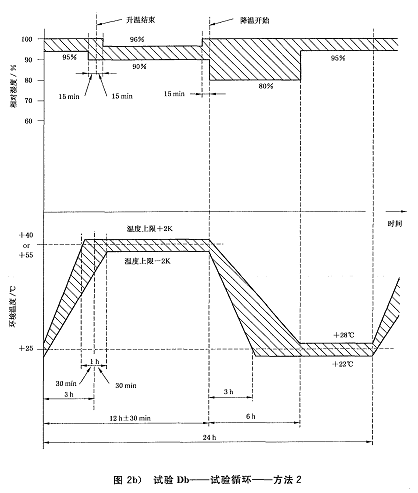 升温结束
降温开始
100
96%
90
95%
90%
95%
80
80%
15 min
15 min
15 min
70
60
相对湿度/%
时间
+40
or
+55
温度上限+2K
温度上限-2K
环境温度/℃
+28℃
+25
+22℃
1 h
30 min
30 min
3 h
3 h
12 h±30 min
6 h
24 h
图 2b) 试验 Db——试验循环——方法 2